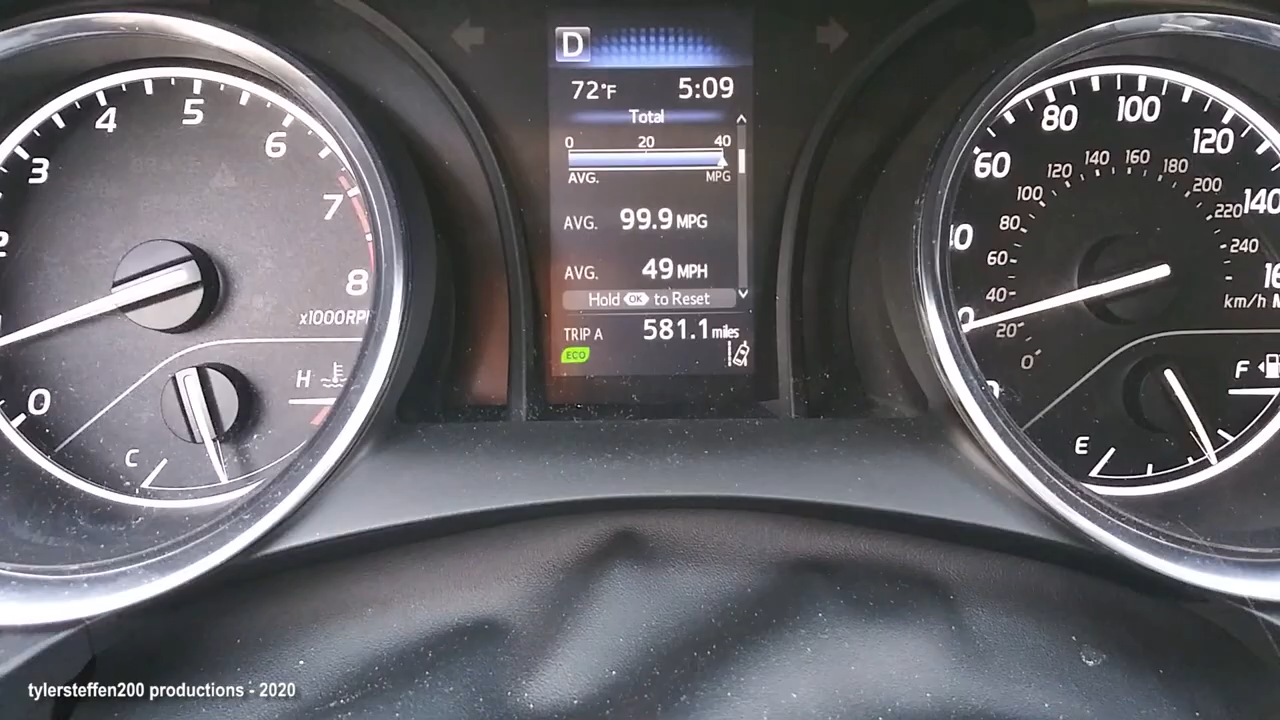 3
4
5
6
7
8
x1000RP
0
H
C
D
72°F 5:09
Total
0 20 40
AVG. MPG
AVG. 99.9 MPG
AVG. 49 MPH
Hold OK to Reset
TRIP A 581.1 miles
ECO
60
80
100
120
140
0
20
40
60
80
100
120
140
160
180
200
220
240
km/h
E
F
tylersteffen200 productions - 2020